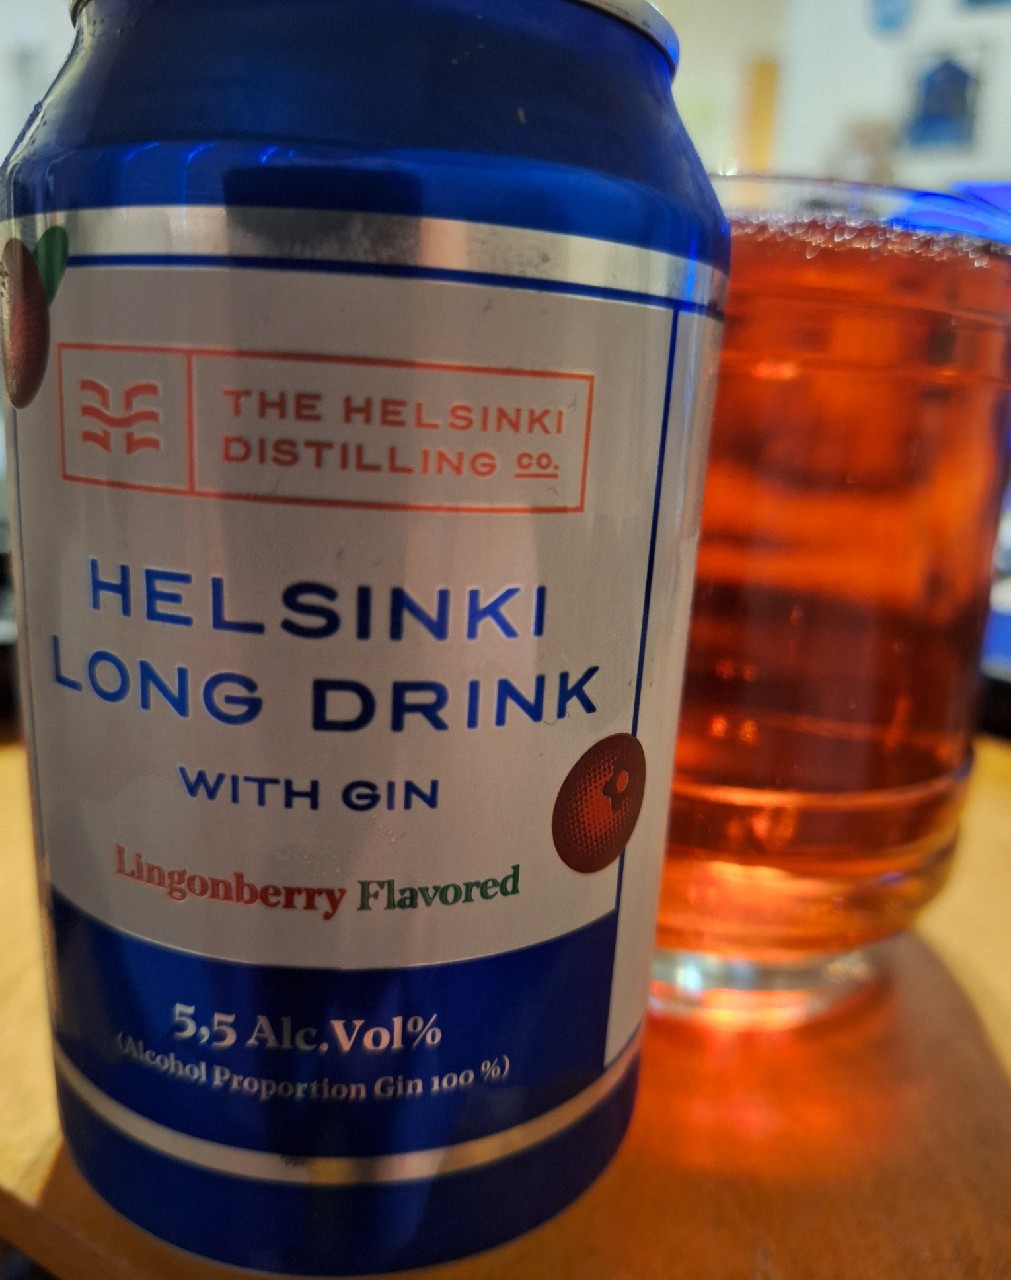 THE HELSINKI
DISTILLING CO.
HELSINKI
LONG DRINK
WITH GIN
Lingonberry Flavored
5,5 Alc.Vol%
(Alcohol Proportion Gin 100 %)